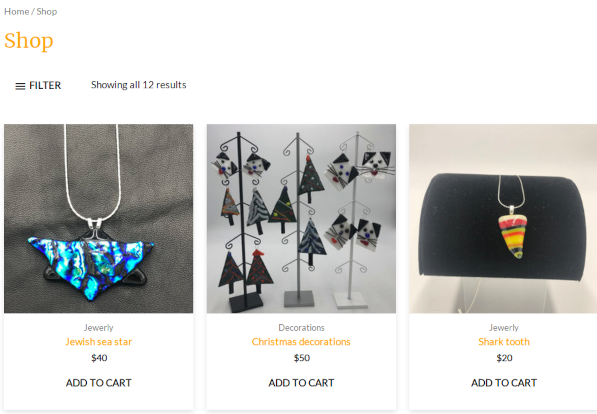 Home / Shop
Shop
FILTER
Showing all 12 results
Jewerly
Jewish sea star
$40
ADD TO CART
Decorations
Christmas decorations
$50
ADD TO CART
Jewerly
Shark tooth
$20
ADD TO CART